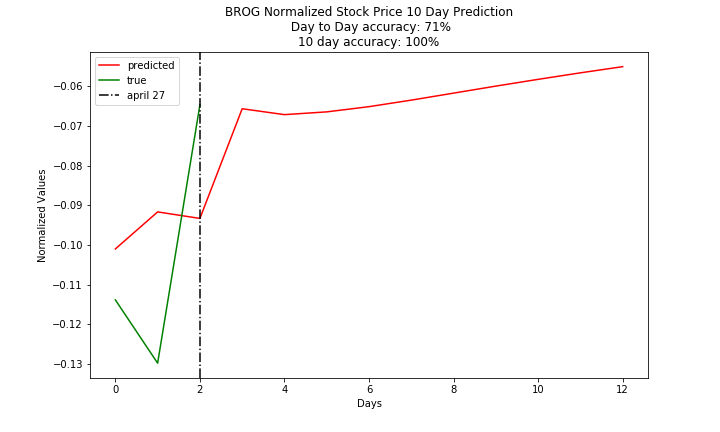 BROG Normalized Stock Price 10 Day Prediction
Day to Day accuracy: 71%
10 day accuracy: 100%
predicted
true
april 27
−0.06
−0.07
−0.08
−0.09
−0.10
−0.11
−0.12
−0.13
Normalized Values
0 2 4 6 8 10 12
Days